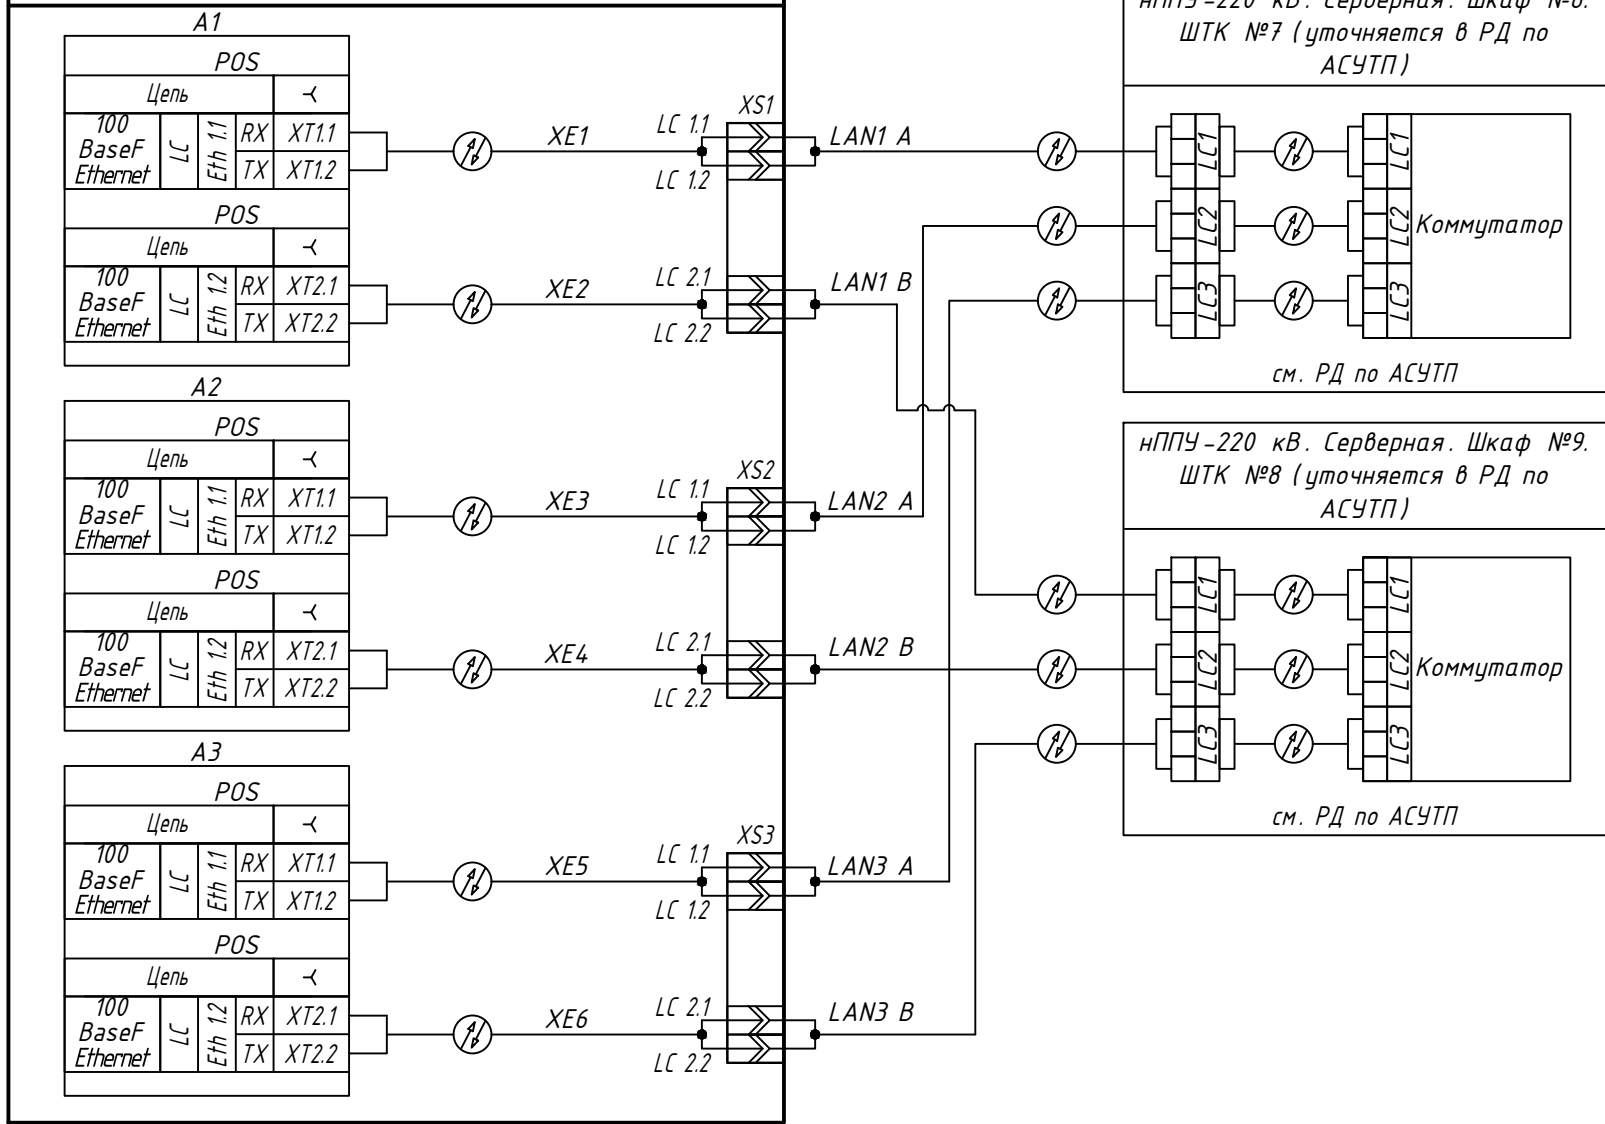 A1
POS
Цепь
100
BaseF
Ethernet
LC
Eth 1.1
RX
XT1.1
TX
XT1.2
POS
Цепь
100
BaseF
Ethernet
LC
Eth 1.2
RX
XT2.1
TX
XT2.2
XE1
XE2
XS1
LC 1.1
LC 1.2
LC 2.1
LC 2.2
LAN1 A
LAN1 B
A2
POS
Цепь
100
BaseF
Ethernet
LC
Eth 1.1
RX
XT1.1
TX
XT1.2
POS
Цепь
100
BaseF
Ethernet
LC
Eth 1.2
RX
XT2.1
TX
XT2.2
XE3
XE4
XS2
LC 1.1
LC 1.2
LC 2.1
LC 2.2
LAN2 A
LAN2 B
A3
POS
Цепь
100
BaseF
Ethernet
LC
Eth 1.1
RX
XT1.1
TX
XT1.2
POS
Цепь
100
BaseF
Ethernet
LC
Eth 1.2
RX
XT2.1
TX
XT2.2
XE5
XE6
XS3
LC 1.1
LC 1.2
LC 2.1
LC 2.2
LAN3 A
LAN3 B
нППУ-220 кВ. Серверная. Шкаф
ШТК №7 (уточняется в РД по
АСУТП)
LC1
LC2
LC3
LC1
LC2
LC3
Коммутатор
см. РД по АСУТП
нППУ-220 кВ. Серверная. Шкаф №9.
ШТК №8 (уточняется в РД по
АСУТП)
LC1
LC2
LC3
LC1
LC2
LC3
Коммутатор
см. РД по АСУТП